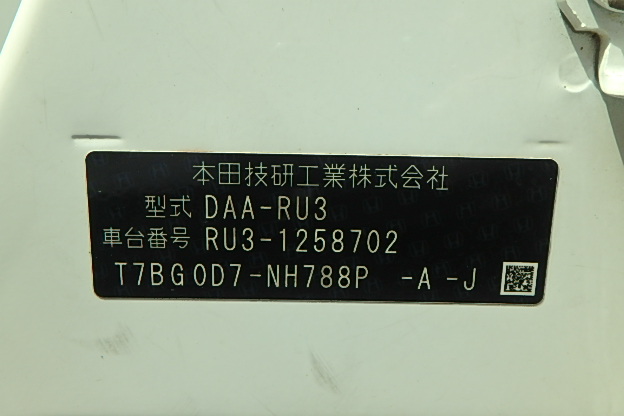 本田技研工業株式会社
型式 DAA-RU3
車台番号 RU3-1258702
T7BG0D7-NH788P -A -J